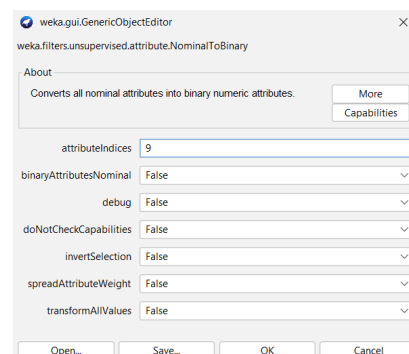 weka.gui.GenericObjectEditor
weka.filters.unsupervised.attribute.NominalToBinary
About
Converts all nominal attributes into binary numeric attributes.
More
Capabilities
attributeIndices 9
binaryAttributesNominal False
debug False
doNotCheckCapabilities False
invertSelection False
spreadAttributeWeight False
transformAllValues False
Open... Save... OK Cancel